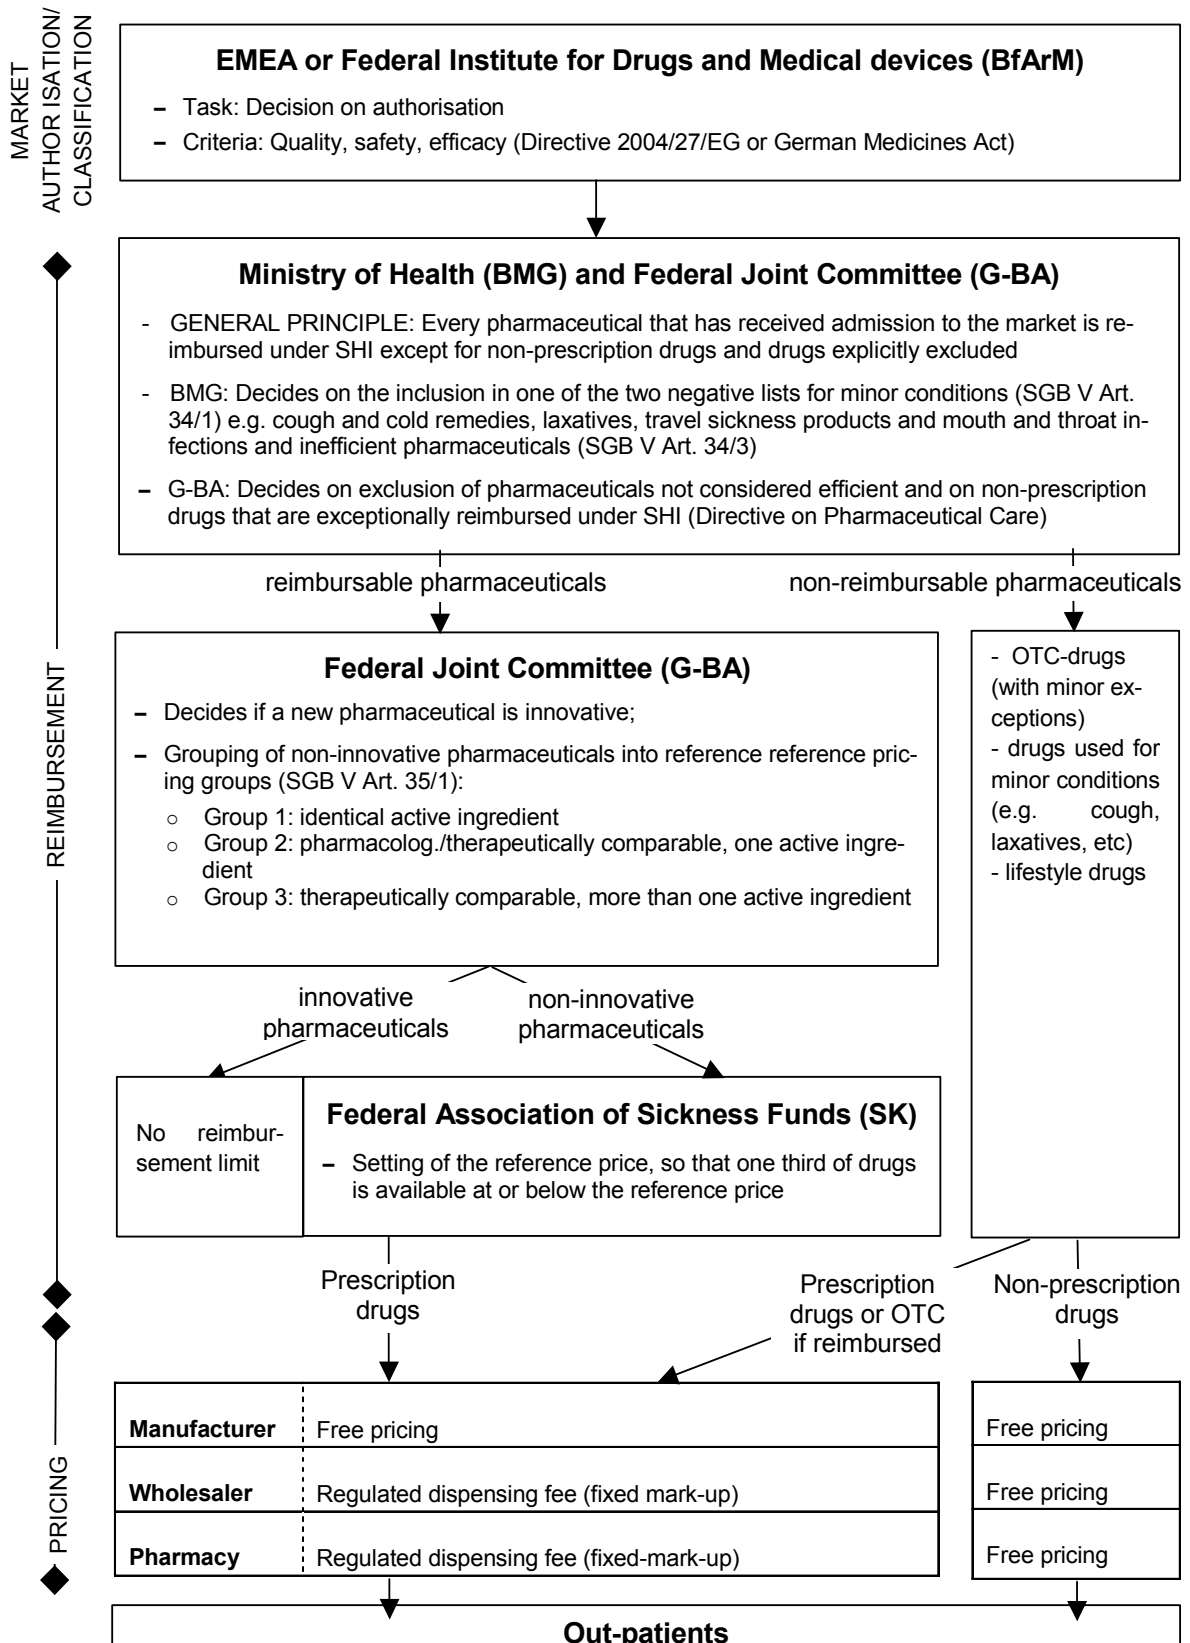 MARKET
AUTHOR ISATION/
CLASSIFICATION
EMEA or Federal Institute for Drugs and Medical devices (BfArM)
– Task: Decision on authorisation
– Criteria: Quality, safety, efficacy (Directive 2004/27/EG or German Medicines Act)
REIMBURSEMENT
Ministry of Health (BMG) and Federal Joint Committee (G-BA)
- GENERAL PRINCIPLE: Every pharmaceutical that has received admission to the market is re-
imbursed under SHI except for non-prescription drugs and drugs explicitly excluded
- BMG: Decides on the inclusion in one of the two negative lists for minor conditions (SGB V Art.
34/1) e.g. cough and cold remedies, laxatives, travel sickness products and mouth and throat in-
fections and inefficient pharmaceuticals (SGB V Art. 34/3)
– G-BA: Decides on exclusion of pharmaceuticals not considered efficient and on non-prescription
drugs that are exceptionally reimbursed under SHI (Directive on Pharmaceutical Care)
reimbursable pharmaceuticals
non-reimbursable pharmaceuticals
Federal Joint Committee (G-BA)
– Decides if a new pharmaceutical is innovative;
– Grouping of non-innovative pharmaceuticals into reference reference pric-
ing groups (SGB V Art. 35/1):
○ Group 1: identical active ingredient
○ Group 2: pharmacolog./therapeutically comparable, one active ingre-
dient
○ Group 3: therapeutically comparable, more than one active ingredient
- OTC-drugs
(with minor ex-
ceptions)
- drugs used for
minor conditions
(e.g. cough,
laxatives, etc)
- lifestyle drugs
innovative
pharmaceuticals
non-innovative
pharmaceuticals
No reimbur-
sement limit
Federal Association of Sickness Funds (SK)
– Setting of the reference price, so that one third of drugs
is available at or below the reference price
Prescription
drugs
Prescription
drugs or OTC
if reimbursed
Non-prescription
drugs
PRICING
Manufacturer Free pricing
Free pricing
Wholesaler Regulated dispensing fee (fixed mark-up)
Free pricing
Pharmacy Regulated dispensing fee (fixed-mark-up)
Free pricing
Out-patients